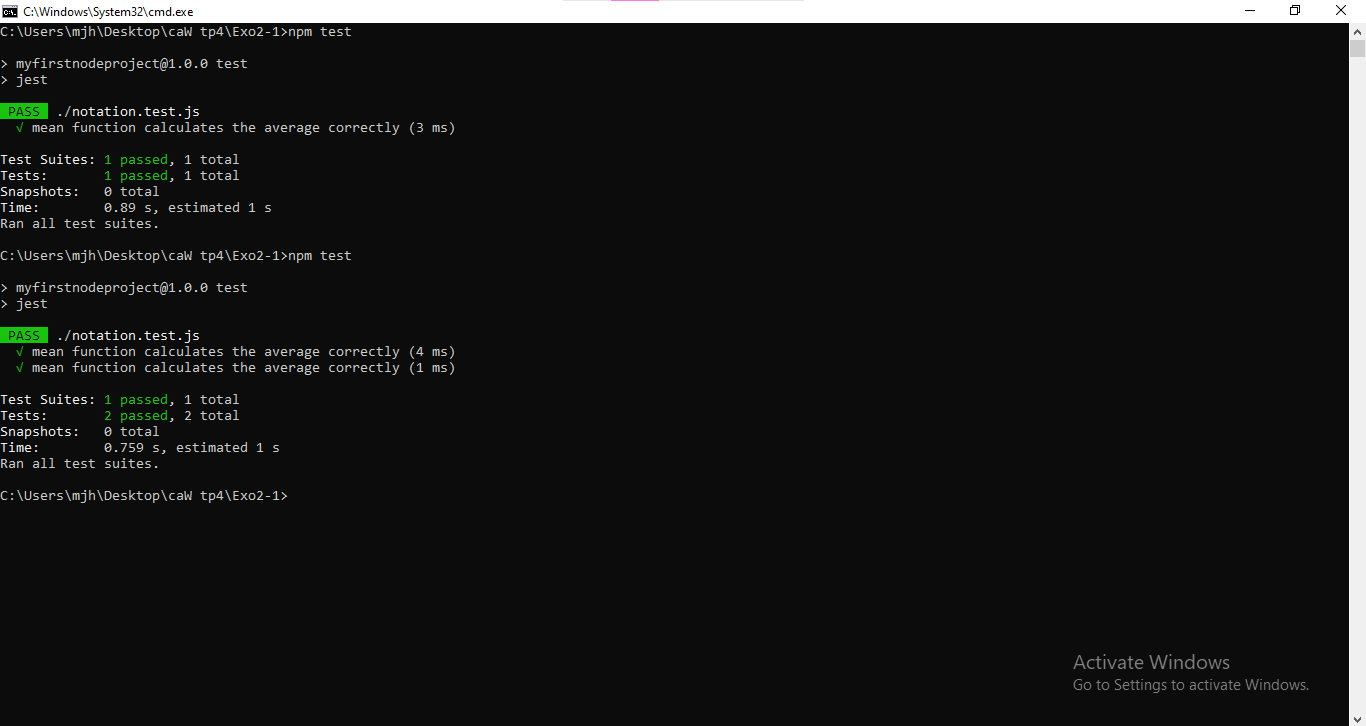 C:\Windows\System32\cmd.exe
C:\Users\mjh\Desktop\caW tp4\Exo2-1>npm test
> myfirstnodeproject@1.0.0 test
> jest
PASS ./notation.test.js
√ mean function calculates the average correctly (3 ms)
Test Suites: 1 passed, 1 total
Tests: 1 passed, 1 total
Snapshots: 0 total
Time: 0.89 s, estimated 1 s
Ran all test suites.
C:\Users\mjh\Desktop\caW tp4\Exo2-1>npm test
> myfirstnodeproject@1.0.0 test
> jest
PASS ./notation.test.js
√ mean function calculates the average correctly (4 ms)
√ mean function calculates the average correctly (1 ms)
Test Suites: 1 passed, 1 total
Tests: 2 passed, 2 total
Snapshots: 0 total
Time: 0.759 s, estimated 1 s
Ran all test suites.
C:\Users\mjh\Desktop\caW tp4\Exo2-1>
Activate Windows
Go to Settings to activate Windows.